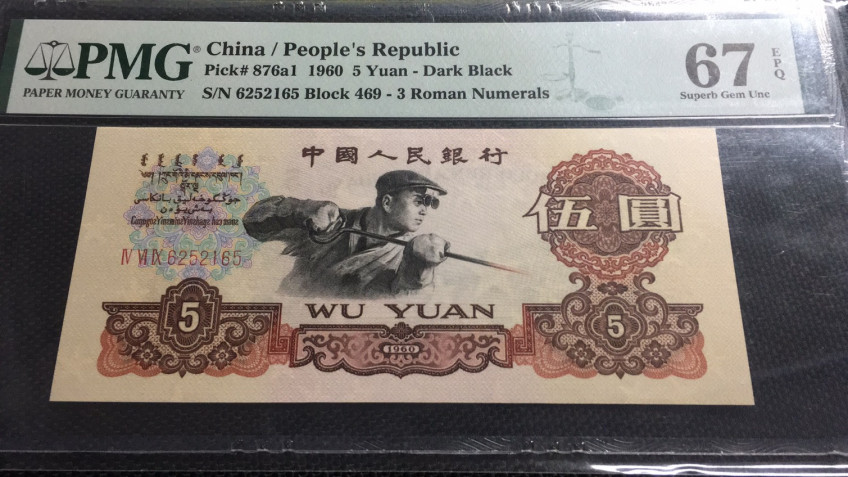 PMG®
PAPER MONEY GUARANTY
China / People's Republic
Pick# 876a1 1960 5 Yuan - Dark Black
S/N 6252165 Block 469 - 3 Roman Numerals
67 EPQ
Superb Gem Unc
中國人民銀行
伍圓
IV VI IX 6252165
5
WU YUAN
5
1960